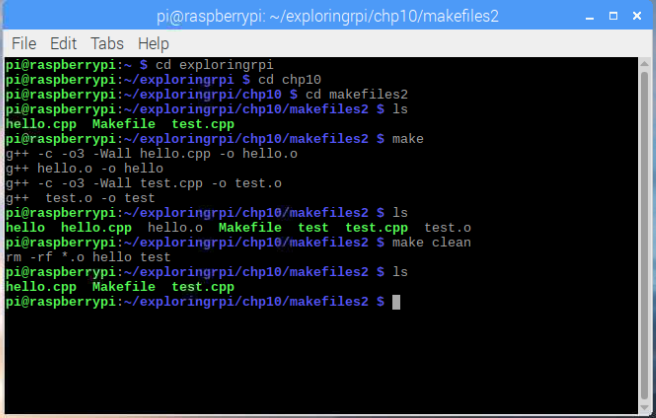 pi@raspberrypi: ~/exploringrpi/chp10/makefiles2
File Edit Tabs Help
pi@raspberrypi:~ $ cd exploringrpi
pi@raspberrypi:~/exploringrpi $ cd chp10
pi@raspberrypi:~/exploringrpi/chp10 $ cd makefiles2
pi@raspberrypi:~/exploringrpi/chp10/makefiles2 $ ls
hello.cpp  Makefile  test.cpp
pi@raspberrypi:~/exploringrpi/chp10/makefiles2 $ make
g++ -c -o3 -Wall hello.cpp -o hello.o
g++ hello.o -o hello
g++ -c -o3 -Wall test.cpp -o test.o
g++  test.o -o test
pi@raspberrypi:~/exploringrpi/chp10/makefiles2 $ ls
hello  hello.cpp  hello.o  Makefile  test  test.cpp  test.o
pi@raspberrypi:~/exploringrpi/chp10/makefiles2 $ make clean
rm -rf *.o hello test
pi@raspberrypi:~/exploringrpi/chp10/makefiles2 $ ls
hello.cpp  Makefile  test.cpp
pi@raspberrypi:~/exploringrpi/chp10/makefiles2 $